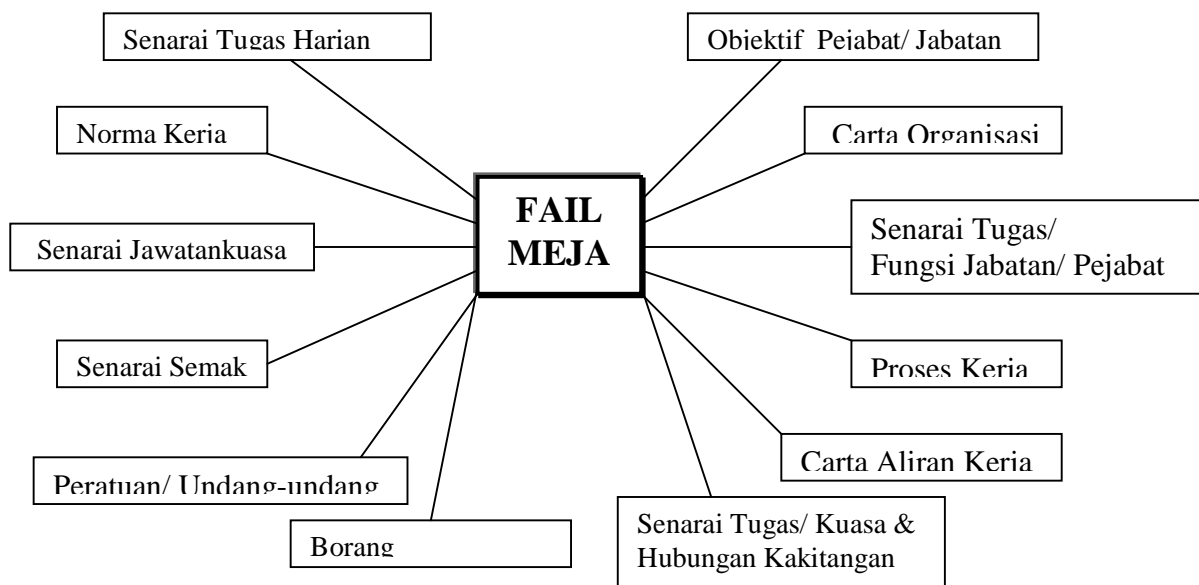 Senarai Tugas Harian
Objektif Pejabat/ Jabatan
Norma Kerja
Carta Organisasi
FAIL
MEJA
Senarai Tugas/
Fungsi Jabatan/ Pejabat
Senarai Jawatankuasa
Senarai Semak
Proses Kerja
Carta Aliran Kerja
Peratuan/ Undang-undang
Senarai Tugas/ Kuasa &
Hubungan Kakitangan
Borang